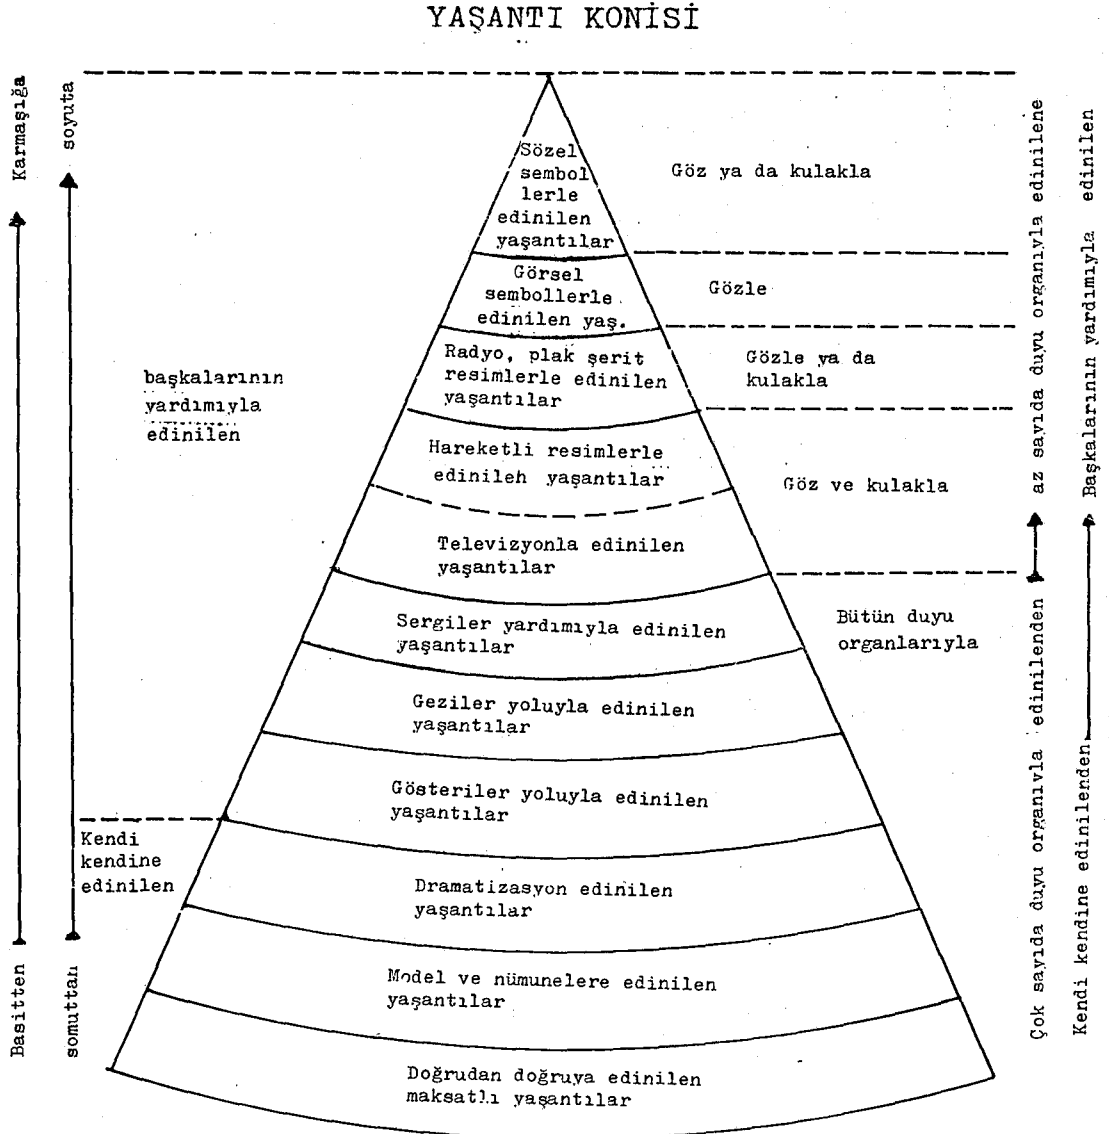 YAŞANTI KONİSİ
Karmaşığa
soyuta
Basitten
somuttan
başkalarının
yardımıyla
edinilen
Kendi
kendine
edinilen
Sözel
sembol
lerle
edinilen
yaşantılar
Görsel
sembollerle
edinilen yaş.
Radyo, plak şerit
resimlerle edinilen
yaşantılar
Hareketli resimlerle
edinileh yaşantılar
Televizyonla edinilen
yaşantılar
Sergiler yardımıyla edinilen
yaşantılar
Geziler yoluyla edinilen
yaşantılar
Gösteriler yoluyla edinilen
yaşantılar
Dramatizasyon edinilen
yaşantılar
Model ve nümunelere edinilen
yaşantılar
Doğrudan doğruya edinilen
maksatlı yaşantılar
Göz ya da kulakla
Gözle
Gözle ya da
kulakla
Göz ve kulakla
Bütün duyu
organlarıyla
az sayıda duyu organıyla edinilene
Çok sayıda duyu organıyla edinilenden
Başkalarının yardımıyla edinilen
Kendi kendine edinilenden